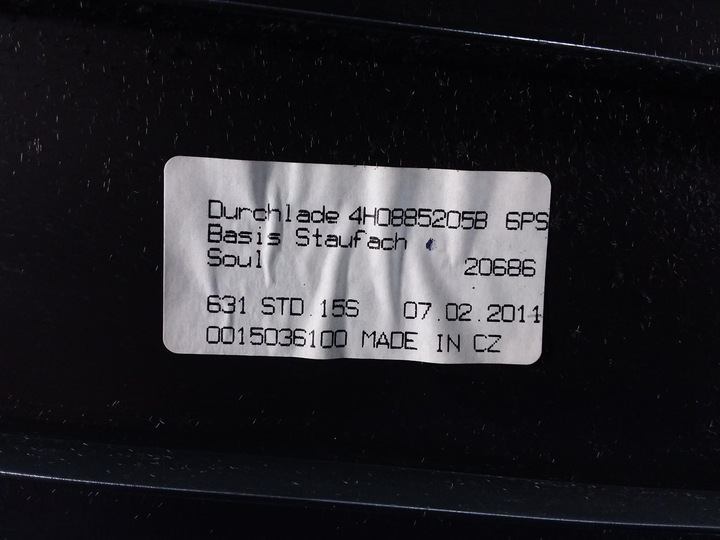 Durchlade 4H0885205B 6PS
Basis Staufach
Soul 20686
631 STD 15S 07.02.2011
0015036100 MADE IN CZ